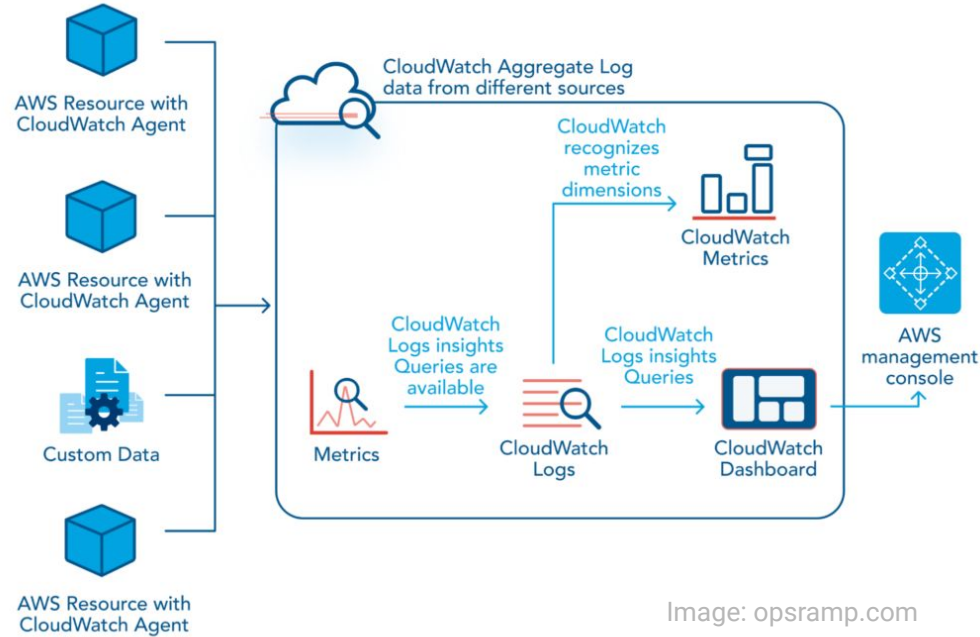 AWS Resource with
CloudWatch Agent
AWS Resource with
CloudWatch Agent
Custom Data
AWS Resource with
CloudWatch Agent
CloudWatch Aggregate Log
data from different sources
CloudWatch
recognizes
metric
dimensions
CloudWatch
Metrics
CloudWatch
Logs insights
Queries are
available
Metrics
CloudWatch
Logs
CloudWatch
Logs insights
Queries
CloudWatch
Dashboard
AWS
management
console
Image: opsramp.com